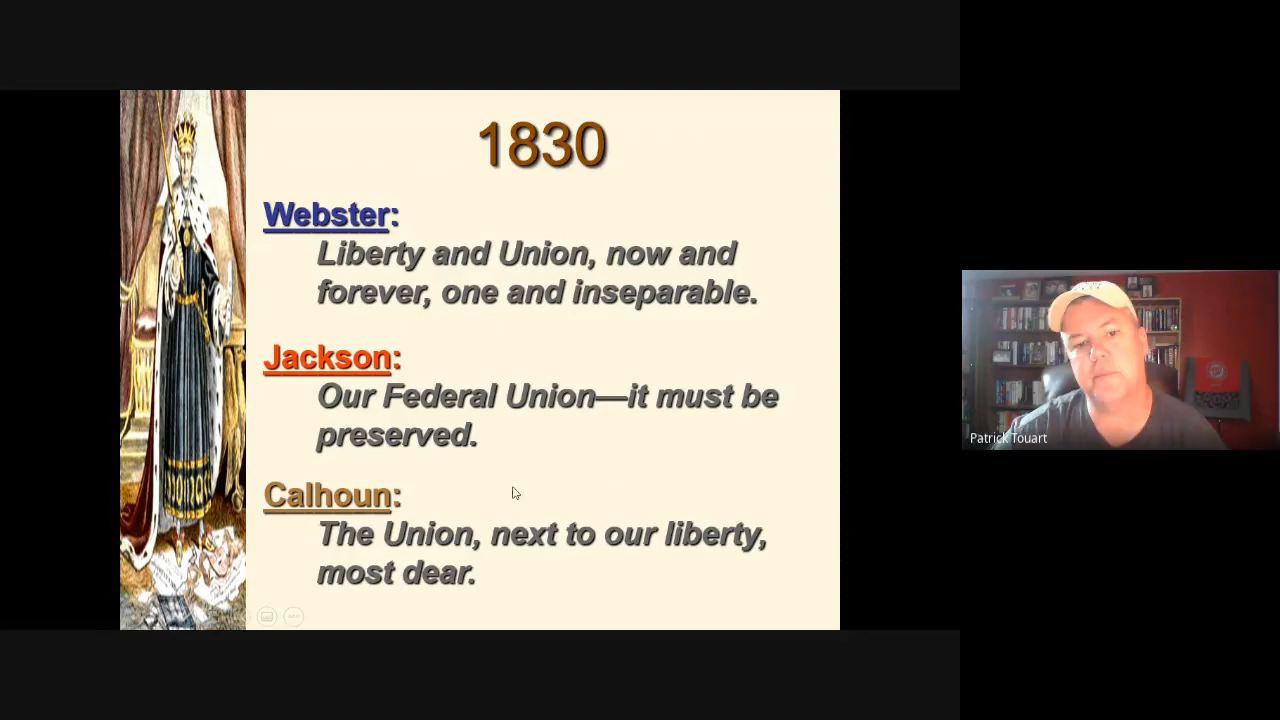 1830
Webster:
Liberty and Union, now and
forever, one and inseparable.
Jackson:
Our Federal Union—it must be
preserved.
Calhoun:
The Union, next to our liberty,
most dear.
Patrick Touart